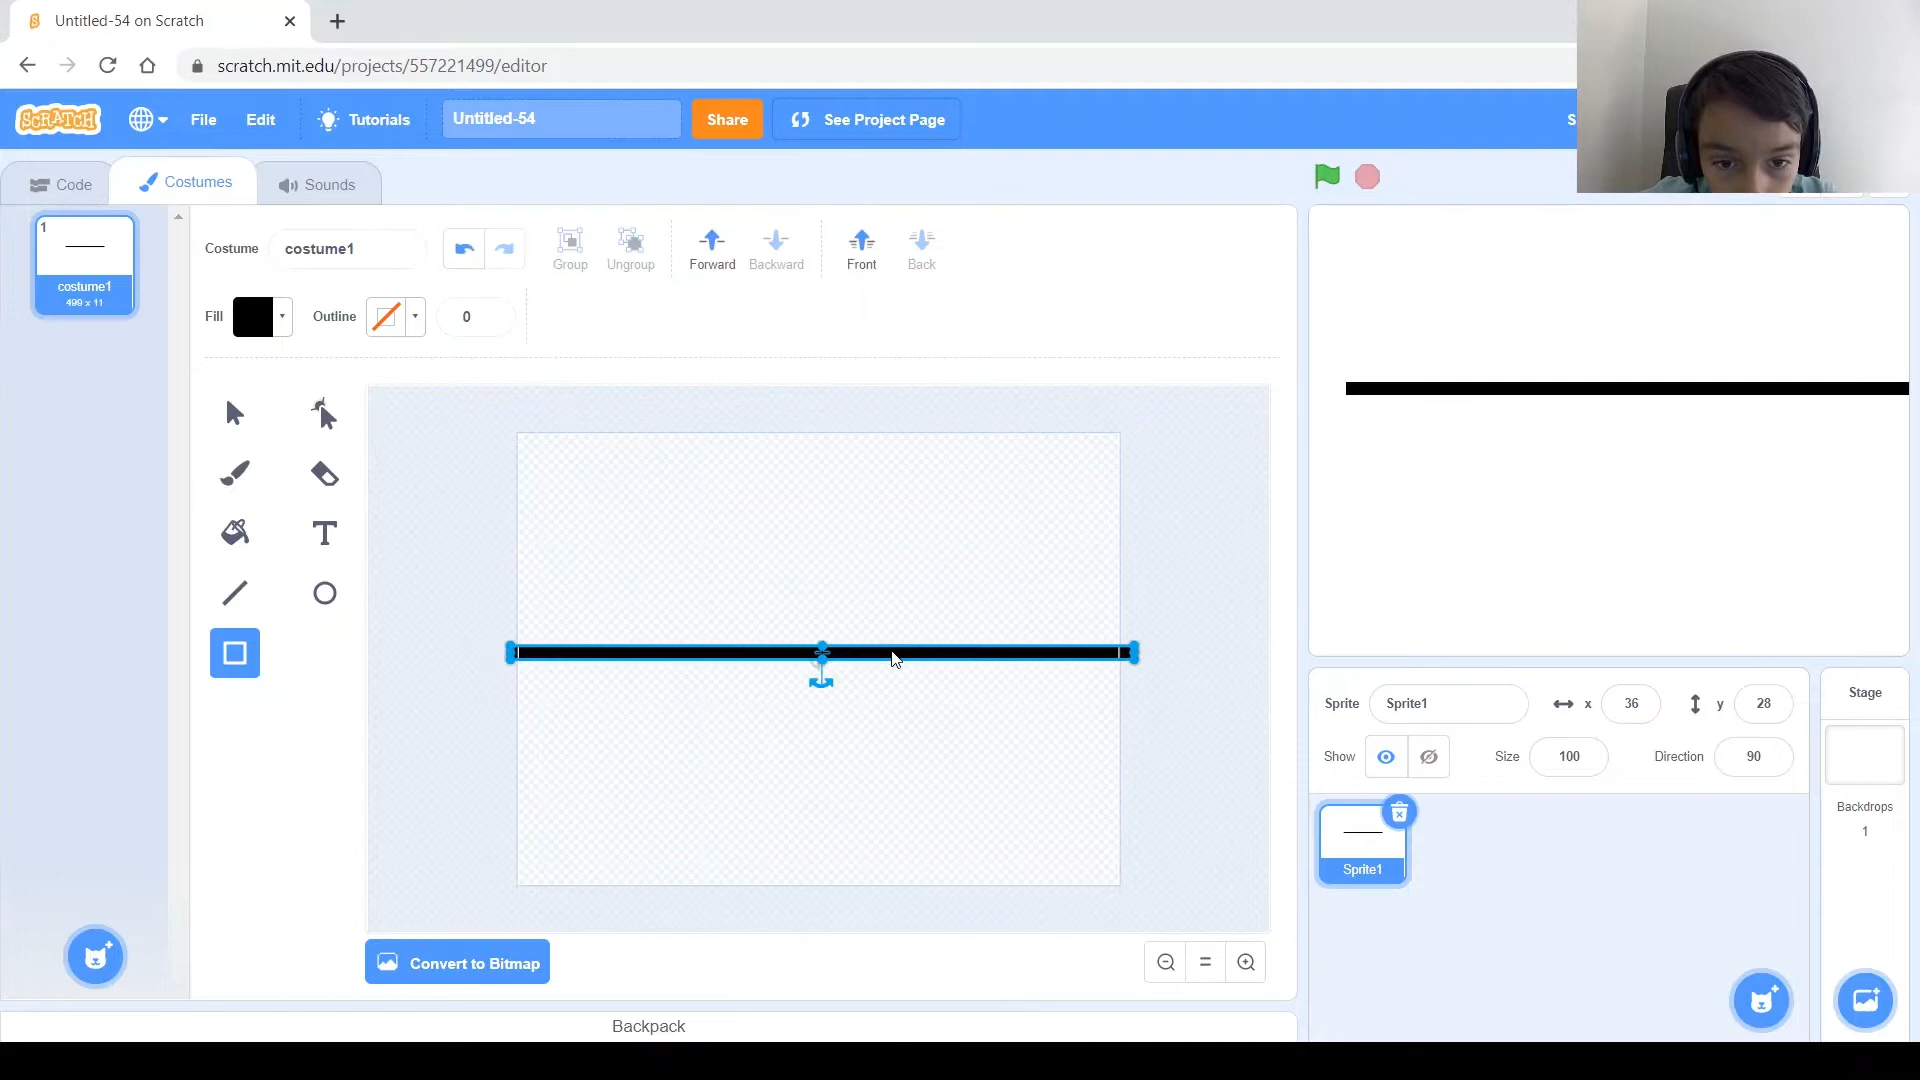 Untitled-54 on Scratch
scratch.mit.edu/projects/557221499/editor
SCRATCH
File
Edit
Tutorials
Untitled-54
Share
See Project Page
S
Code
Costumes
Sounds
1
costume1
499 x 11
Costume
costume1
Group
Ungroup
Forward
Backward
Front
Back
Fill
Outline
0
T
Convert to Bitmap
Backpack
Sprite
Sprite1
x
36
y
28
Show
Size
100
Direction
90
Sprite1
Stage
Backdrops
1